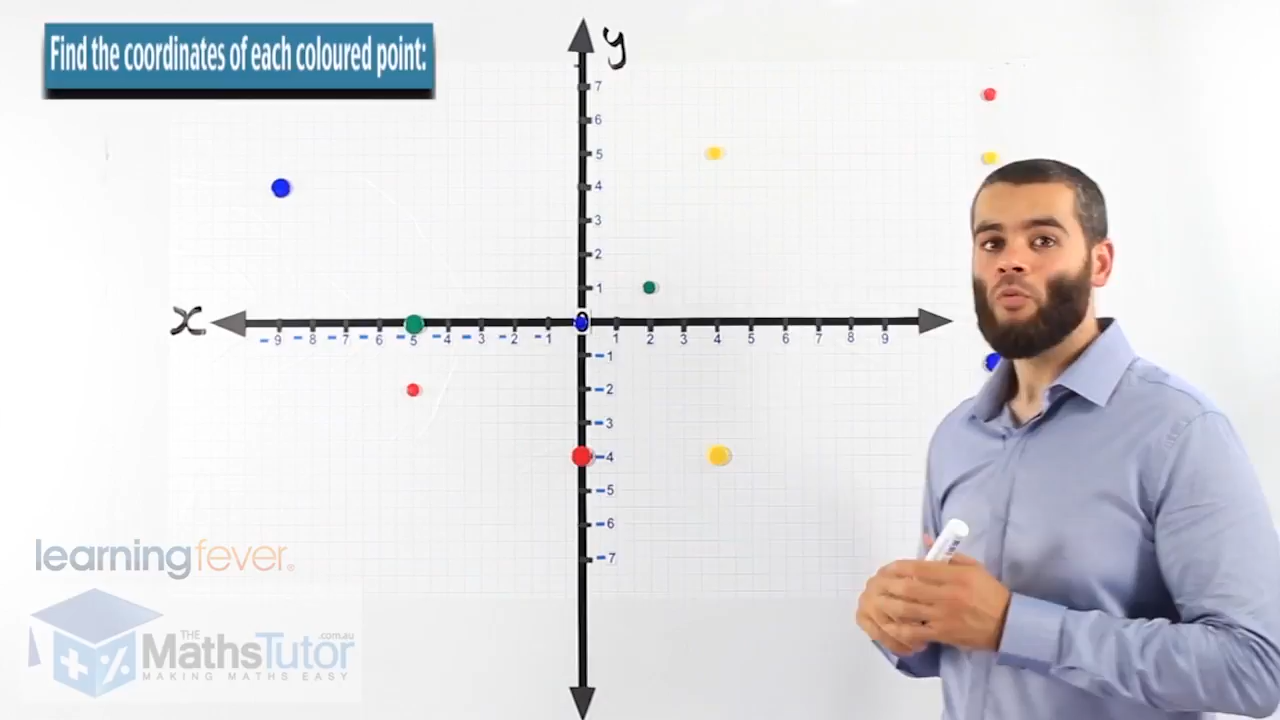 Find the coordinates of each coloured point:
y
7
6
5
4
3
2
1
x
-9 -8 -7 -6 -5 -4 -3 -2 -1 0 1 2 3 4 5 6 7 8 9
-1
-2
-3
-4
-5
-6
-7
learningfever
THE
MathsTutor .com.au
MAKING MATHS EASY